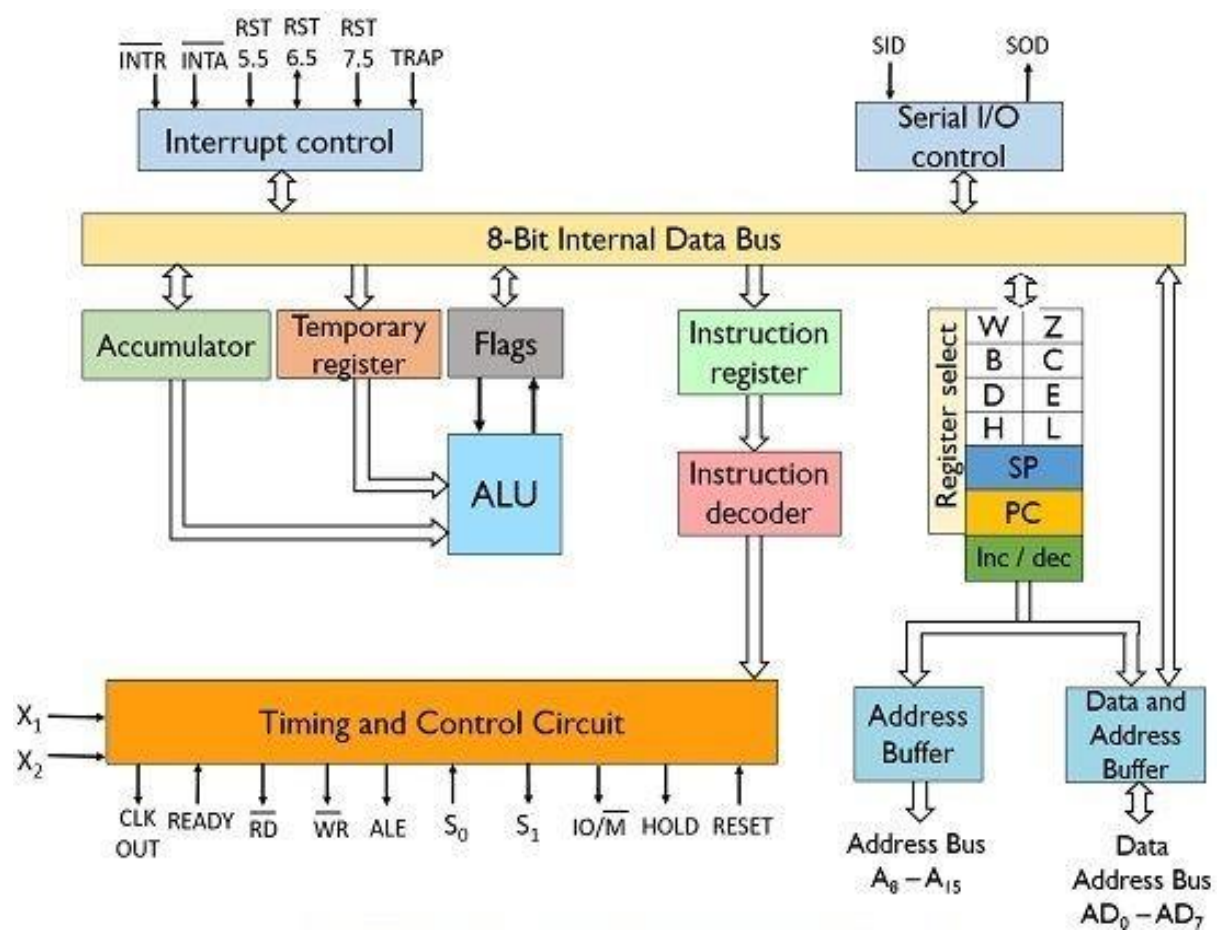 INTR INTA RST 5.5 RST 6.5 RST 7.5 TRAP
SID SOD
Interrupt control
Serial I/O
control
8-Bit Internal Data Bus
Accumulator
Temporary
register
Flags
Instruction
register
Register select
W Z
B C
D E
H L
SP
PC
Inc / dec
ALU
Instruction
decoder
X₁
X₂
Timing and Control Circuit
Address
Buffer
Data and
Address
Buffer
CLK
OUT
READY
R̅D̅
W̅R̅
ALE
S₀
S₁
IO/M̅
HOLD
RESET
Address Bus
A₈ – A₁₅
Data
Address Bus
AD₀ – AD₇